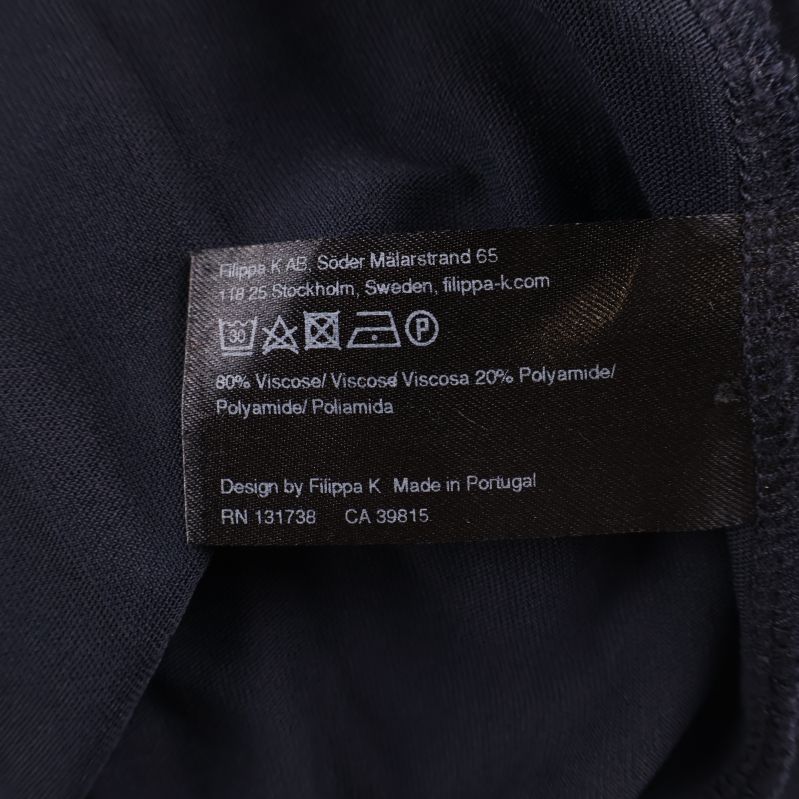 Filippa K AB, Söder Mälarstrand 65
118 25 Stockholm, Sweden, filippa-k.com
30 P
80% Viscose/ Viscose/ Viscosa 20% Polyamide/
Polyamide/ Poliamida
Design by Filippa K Made in Portugal
RN 131738 CA 39815